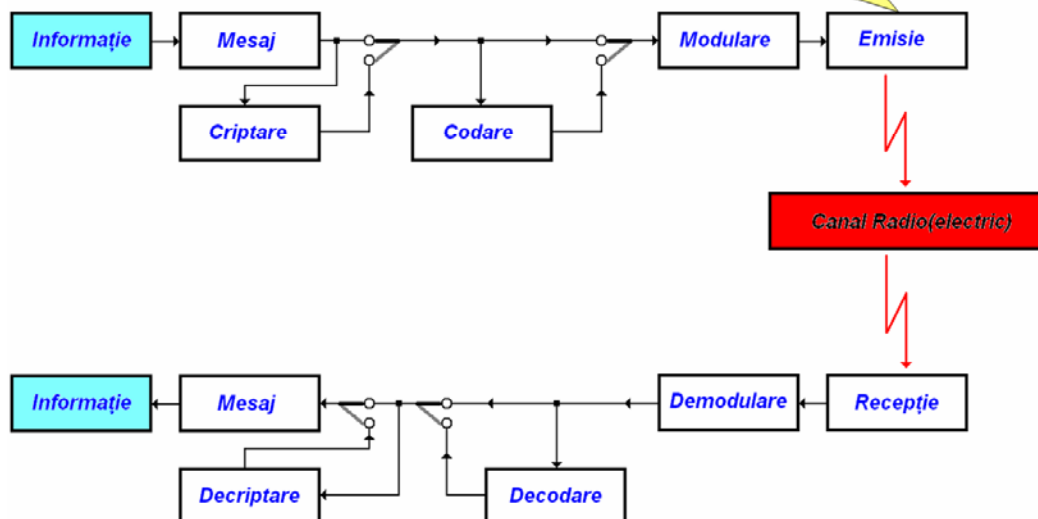 Informație
Mesaj
Modulare
Emisie
Criptare
Codare
Canal Radio(electric)
Informație
Mesaj
Demodulare
Recepție
Decriptare
Decodare